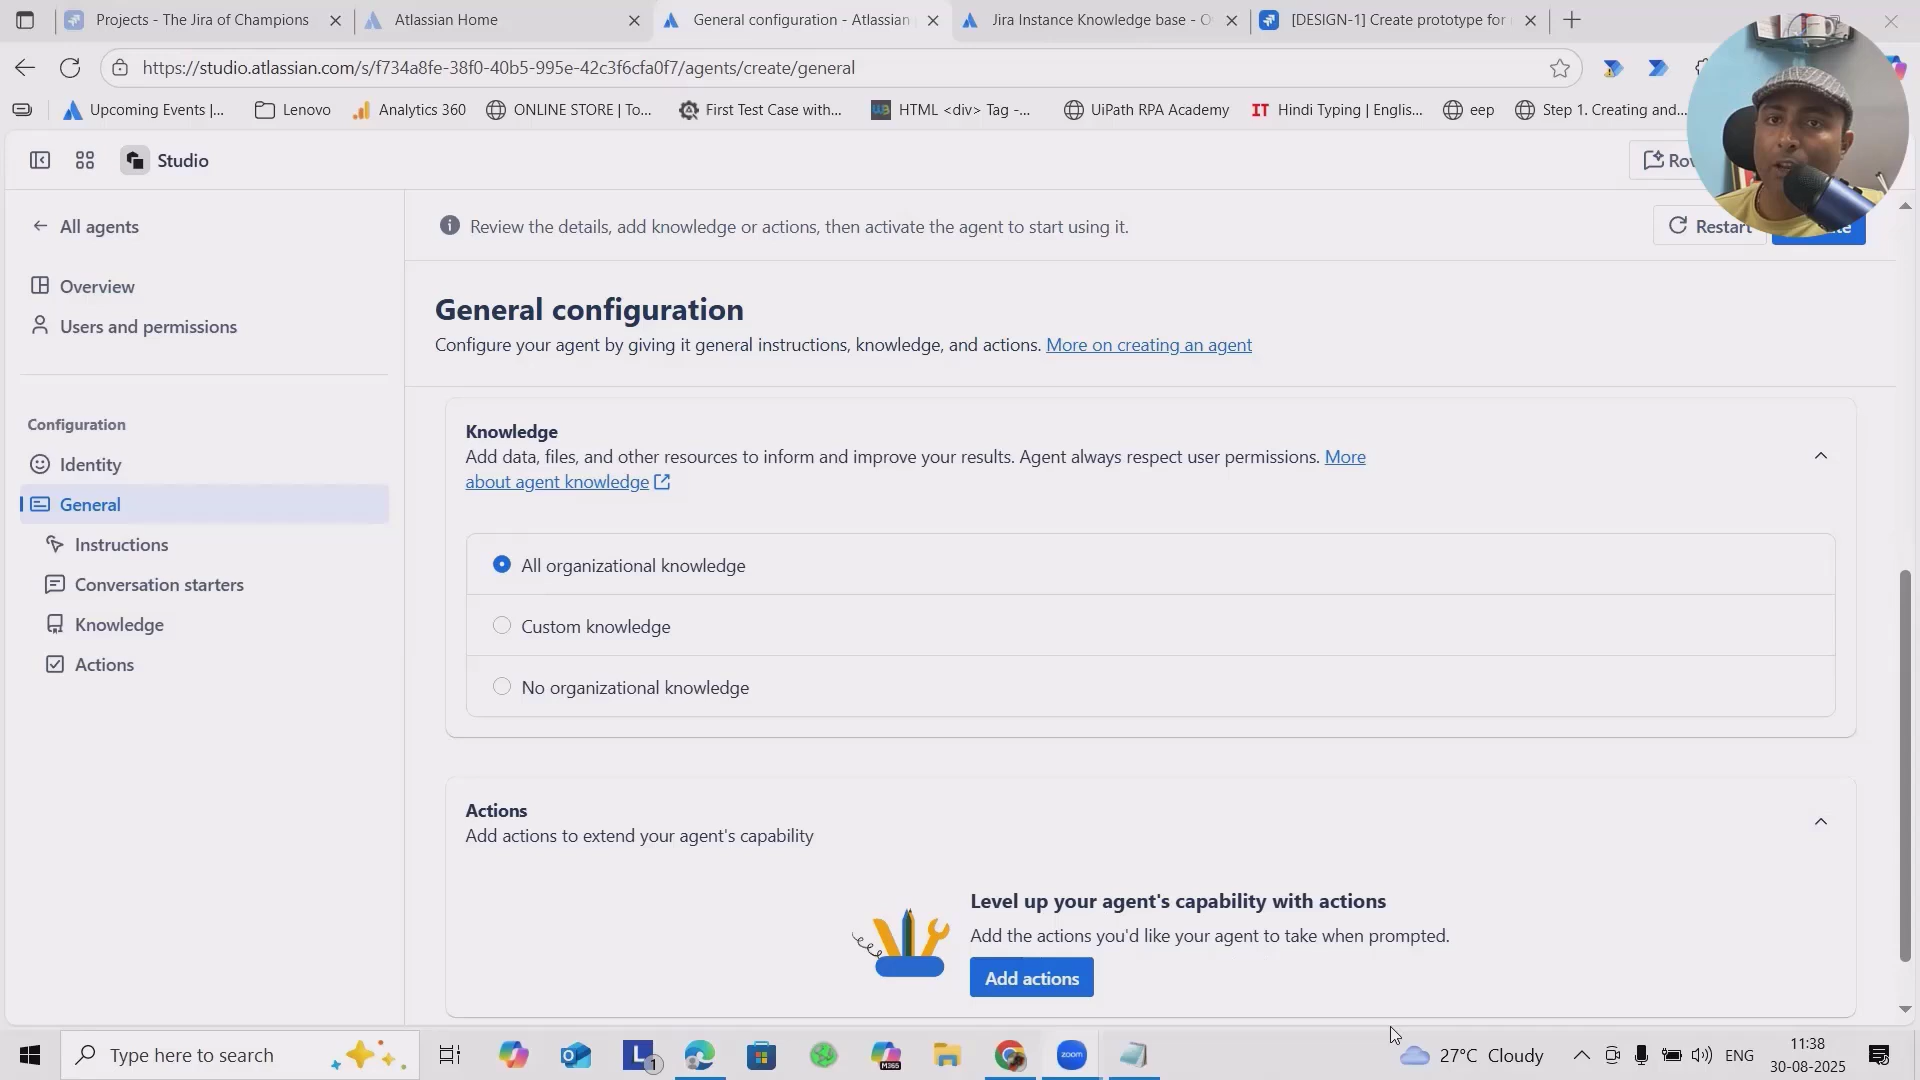 Projects - The Jira of Champions
Atlassian Home
General configuration - Atlassian
Jira Instance Knowledge base - O
[DESIGN-1] Create prototype for
https://studio.atlassian.com/s/f734a8fe-38f0-40b5-995e-42c3f6cfa0f7/agents/create/general
Upcoming Events |...
Lenovo
Analytics 360
ONLINE STORE | To...
First Test Case with...
HTML <div> Tag -...
UiPath RPA Academy
IT Hindi Typing | Englis...
eep
Step 1. Creating and...
Studio
All agents
Review the details, add knowledge or actions, then activate the agent to start using it.
Restart
Overview
Users and permissions
General configuration
Configure your agent by giving it general instructions, knowledge, and actions. More on creating an agent
Configuration
Identity
General
Instructions
Conversation starters
Knowledge
Actions
Knowledge
Add data, files, and other resources to inform and improve your results. Agent always respect user permissions. More
about agent knowledge
All organizational knowledge
Custom knowledge
No organizational knowledge
Actions
Add actions to extend your agent's capability
Level up your agent's capability with actions
Add the actions you'd like your agent to take when prompted.
Add actions
Type here to search
L
1
M365
zoom
27°C Cloudy
ENG
11:38
30-08-2025